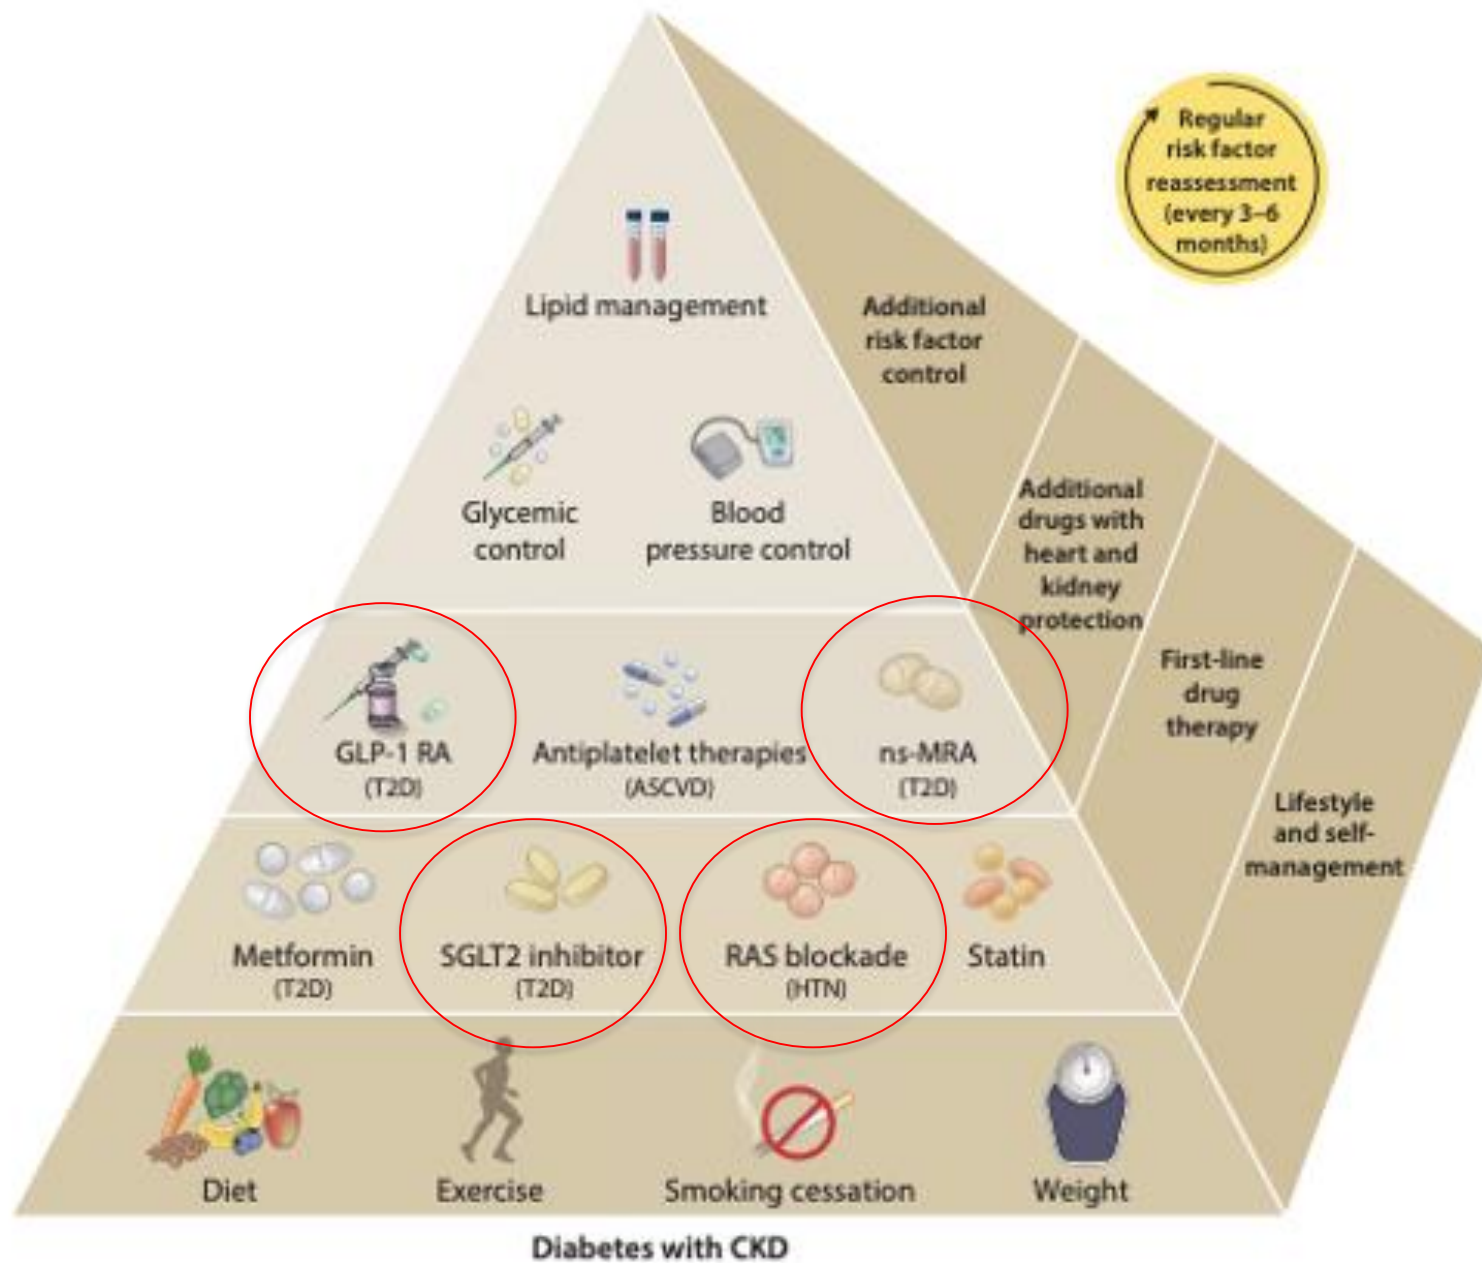 Regular
risk factor
reassessment
(every 3–6
months)
Lipid management
Additional
risk factor
control
Glycemic
control
Blood
pressure control
Additional
drugs with
heart and
kidney
protection
GLP-1 RA
(T2D)
Antiplatelet therapies
(ASCVD)
ns-MRA
(T2D)
First-line
drug
therapy
Metformin
(T2D)
SGLT2 inhibitor
(T2D)
RAS blockade
(HTN)
Statin
Lifestyle
and self-
management
Diet
Exercise
Smoking cessation
Weight
Diabetes with CKD